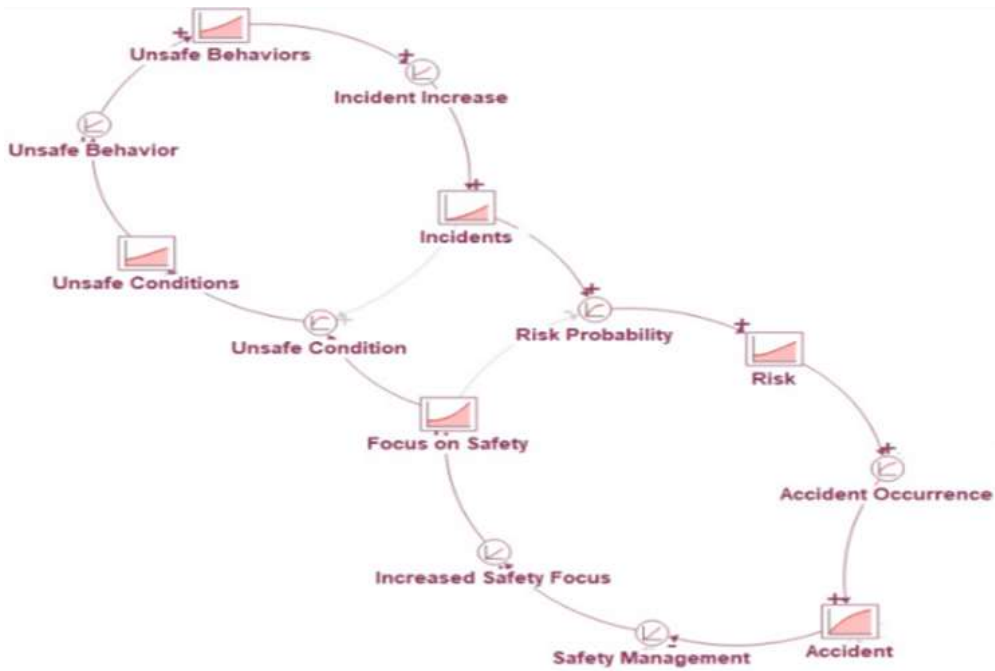 Unsafe Behaviors
Incident Increase
Unsafe Behavior
Incidents
Unsafe Conditions
Risk Probability
Unsafe Condition
Risk
Focus on Safety
Accident Occurrence
Increased Safety Focus
Safety Management
Accident